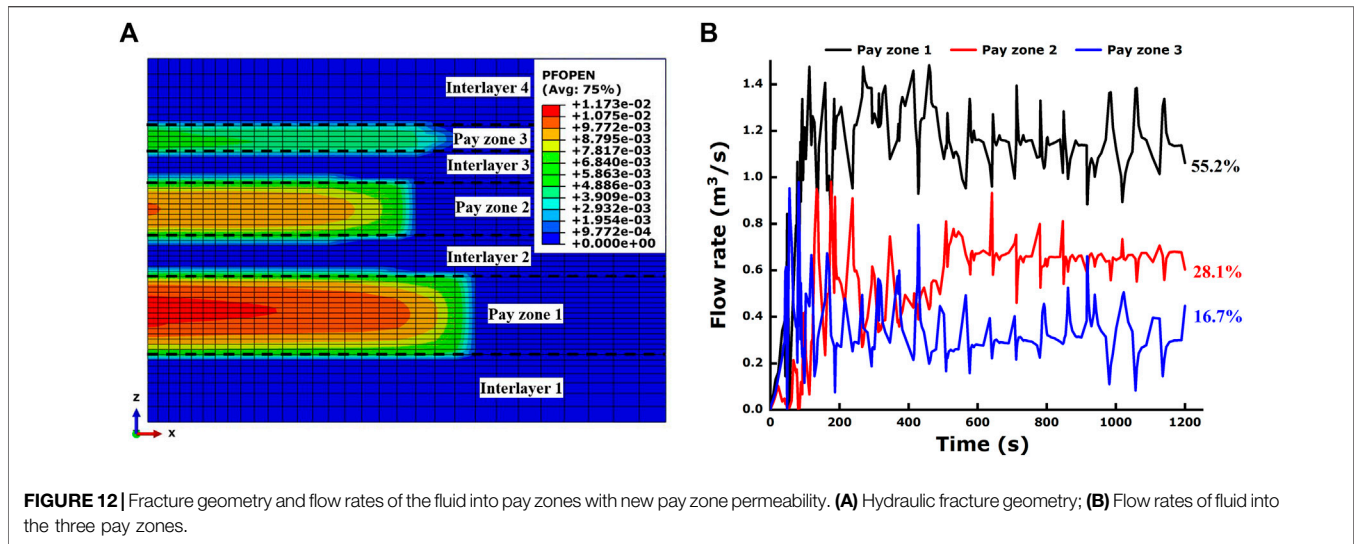 A
Interlayer 4
Pay zone 3
Interlayer 3
Pay zone 2
Interlayer 2
Pay zone 1
Interlayer 1
PFOPEN
(Avg: 75%)
+1.173e-02
+1.075e-02
+9.772e-03
+8.795e-03
+7.817e-03
+6.840e-03
+5.863e-03
+4.886e-03
+3.909e-03
+2.932e-03
+1.954e-03
+9.772e-04
+0.000e+00
z
x
B
Pay zone 1 Pay zone 2 Pay zone 3
Flow rate (m³/s)
1.4
1.2
1.0
0.8
0.6
0.4
0.2
0.0
55.2%
28.1%
16.7%
0 200 400 600 800 1000 1200
Time (s)
FIGURE 12 | Fracture geometry and flow rates of the fluid into pay zones with new pay zone permeability. (A) Hydraulic fracture geometry; (B) Flow rates of fluid into
the three pay zones.